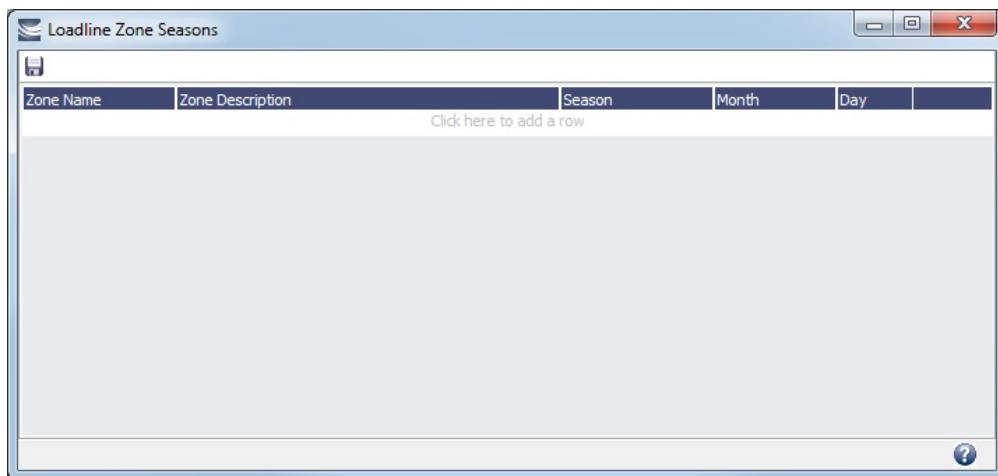 Loadline Zone Seasons
Zone Name Zone Description Season Month Day
Click here to add a row